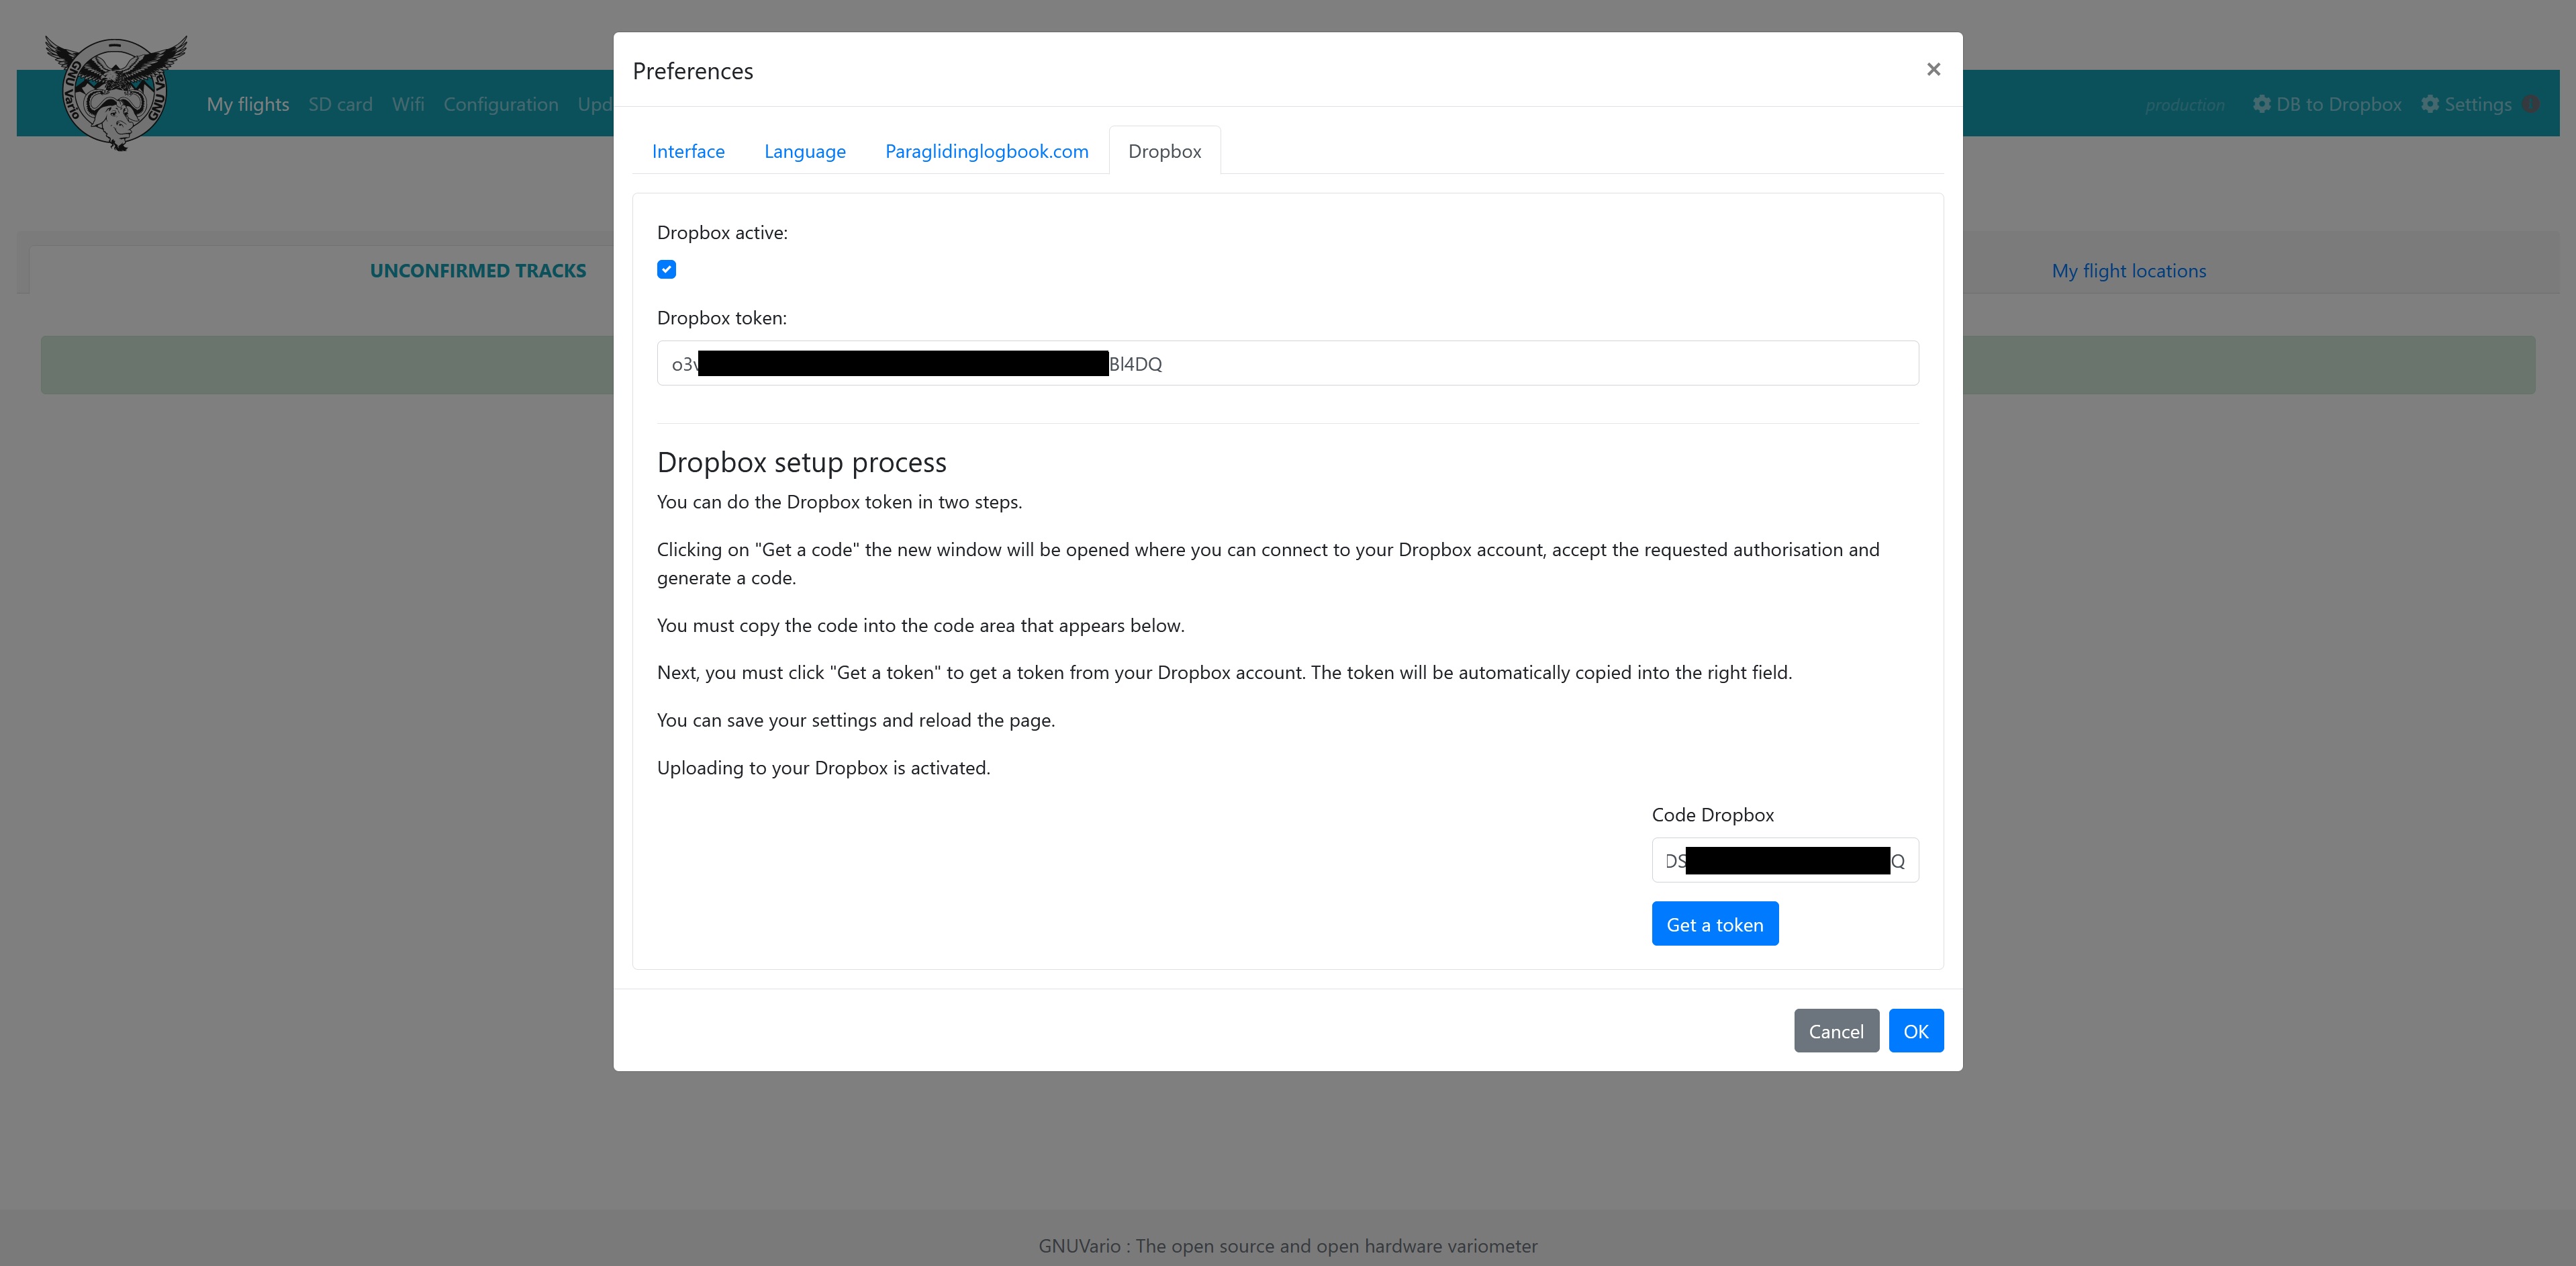 Preferences
×
My flights SD card Wifi Configuration Upd
production DB to Dropbox Settings
GNUVario
Interface Language Paraglidinglogbook.com Dropbox
Dropbox active:
UNCONFIRMED TRACKS
My flight locations
Dropbox token:
o3v Bl4DQ
Dropbox setup process
You can do the Dropbox token in two steps.
Clicking on "Get a code" the new window will be opened where you can connect to your Dropbox account, accept the requested authorisation and
generate a code.
You must copy the code into the code area that appears below.
Next, you must click "Get a token" to get a token from your Dropbox account. The token will be automatically copied into the right field.
You can save your settings and reload the page.
Uploading to your Dropbox is activated.
Code Dropbox
DS Q
Get a token
Cancel OK
GNUVario : The open source and open hardware variometer